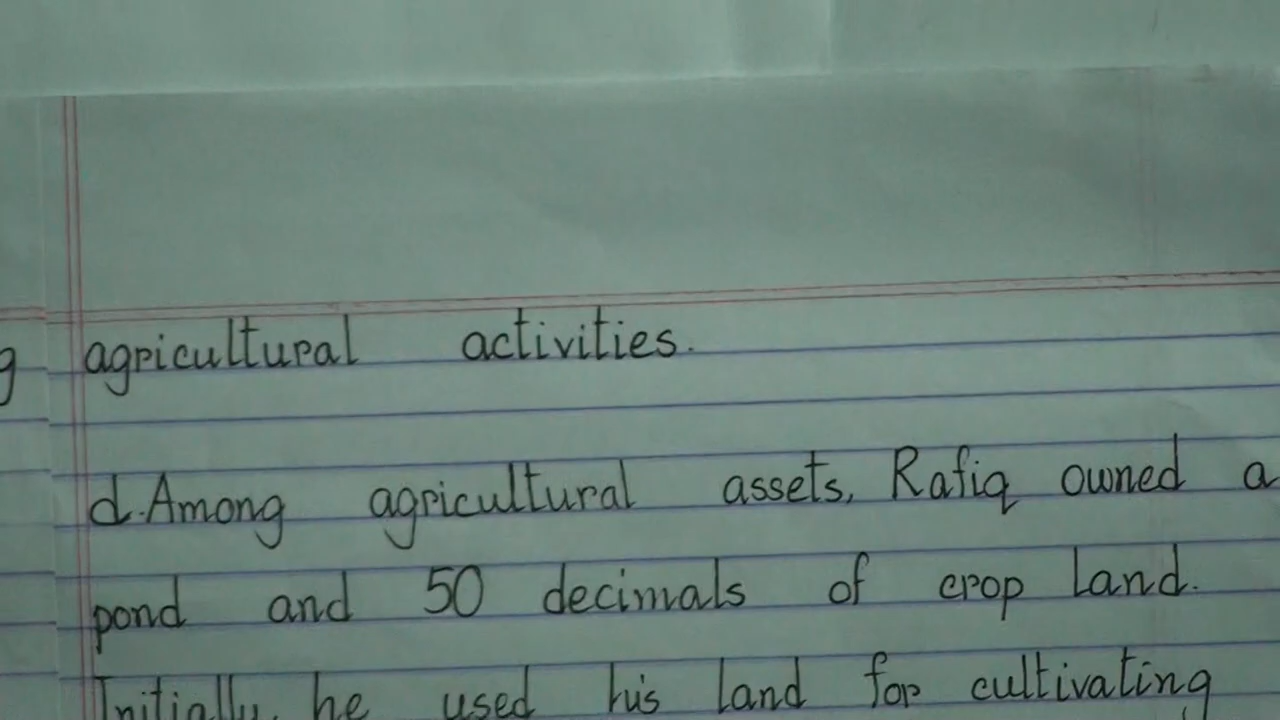 g agricultural activities.
d. Among agricultural assets, Rafiq owned a
pond and 50 decimals of crop land.
Initially, he used his land for cultivating